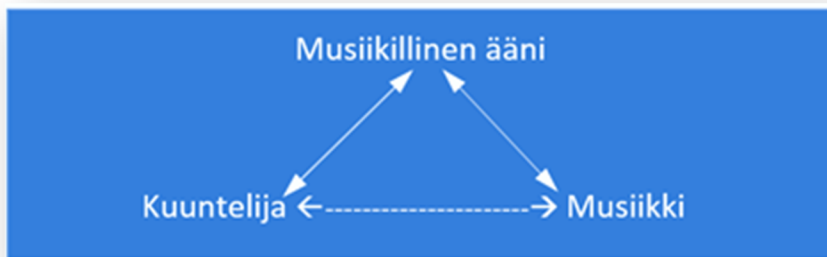 Musiikillinen ääni
Kuuntelija ←----------------------→ Musiikki